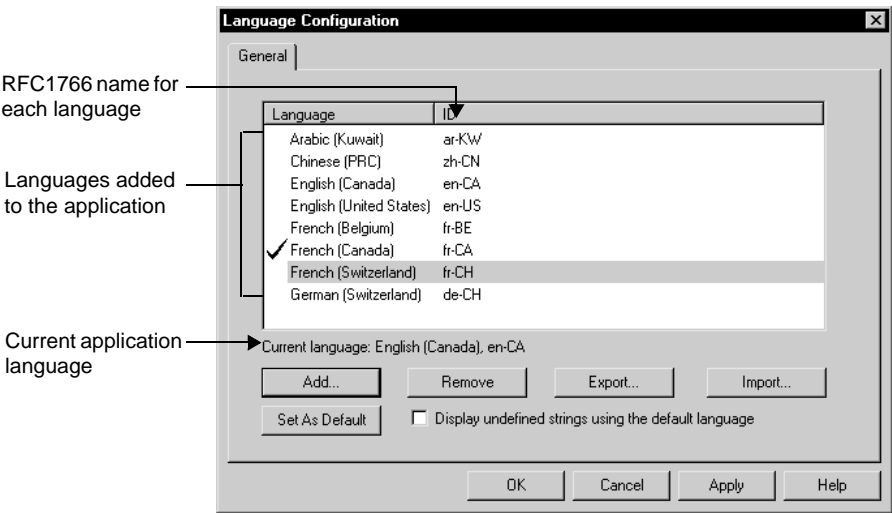 Language Configuration
General
RFC1766 name for
each language
Language ID
Arabic (Kuwait) ar-KW
Chinese (PRC) zh-CN
Languages added
to the application
English (Canada) en-CA
English (United States) en-US
French (Belgium) fr-BE
French (Canada) fr-CA
French (Switzerland) fr-CH
German (Switzerland) de-CH
Current application
language
Current language: English (Canada), en-CA
Add... Remove Export... Import...
Set As Default Display undefined strings using the default language
OK Cancel Apply Help